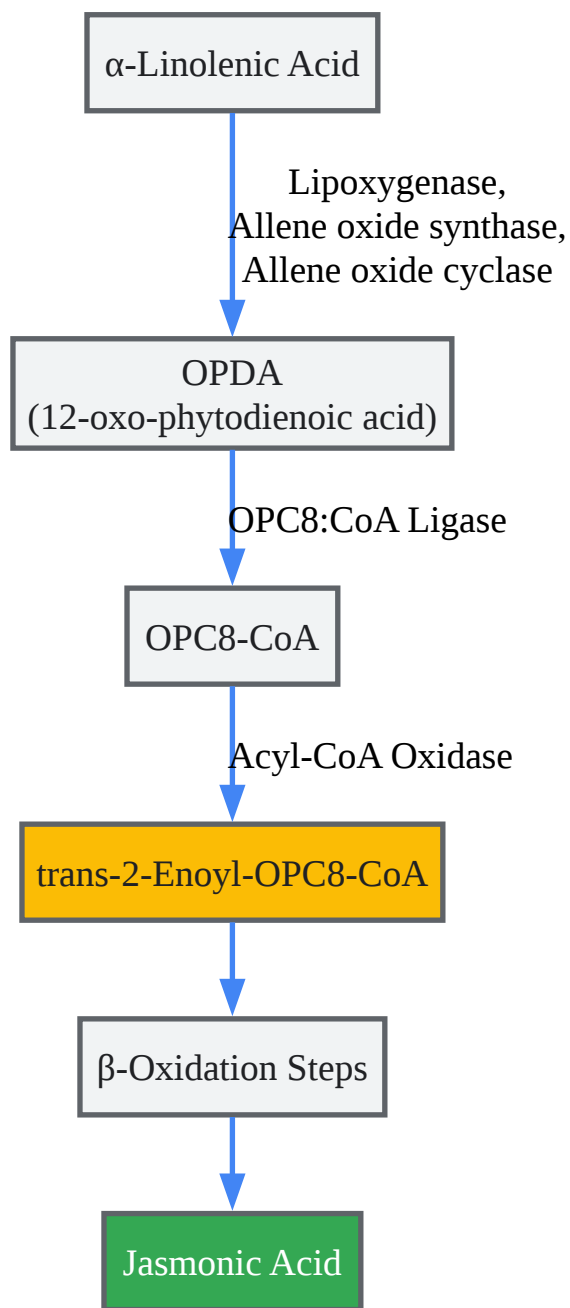 α-Linolenic Acid
Lipoxygenase,
Allene oxide synthase,
Allene oxide cyclase
OPDA
(12-oxo-phytodienoic acid)
OPC8:CoA Ligase
OPC8-CoA
Acyl-CoA Oxidase
trans-2-Enoyl-OPC8-CoA
β-Oxidation Steps
Jasmonic Acid